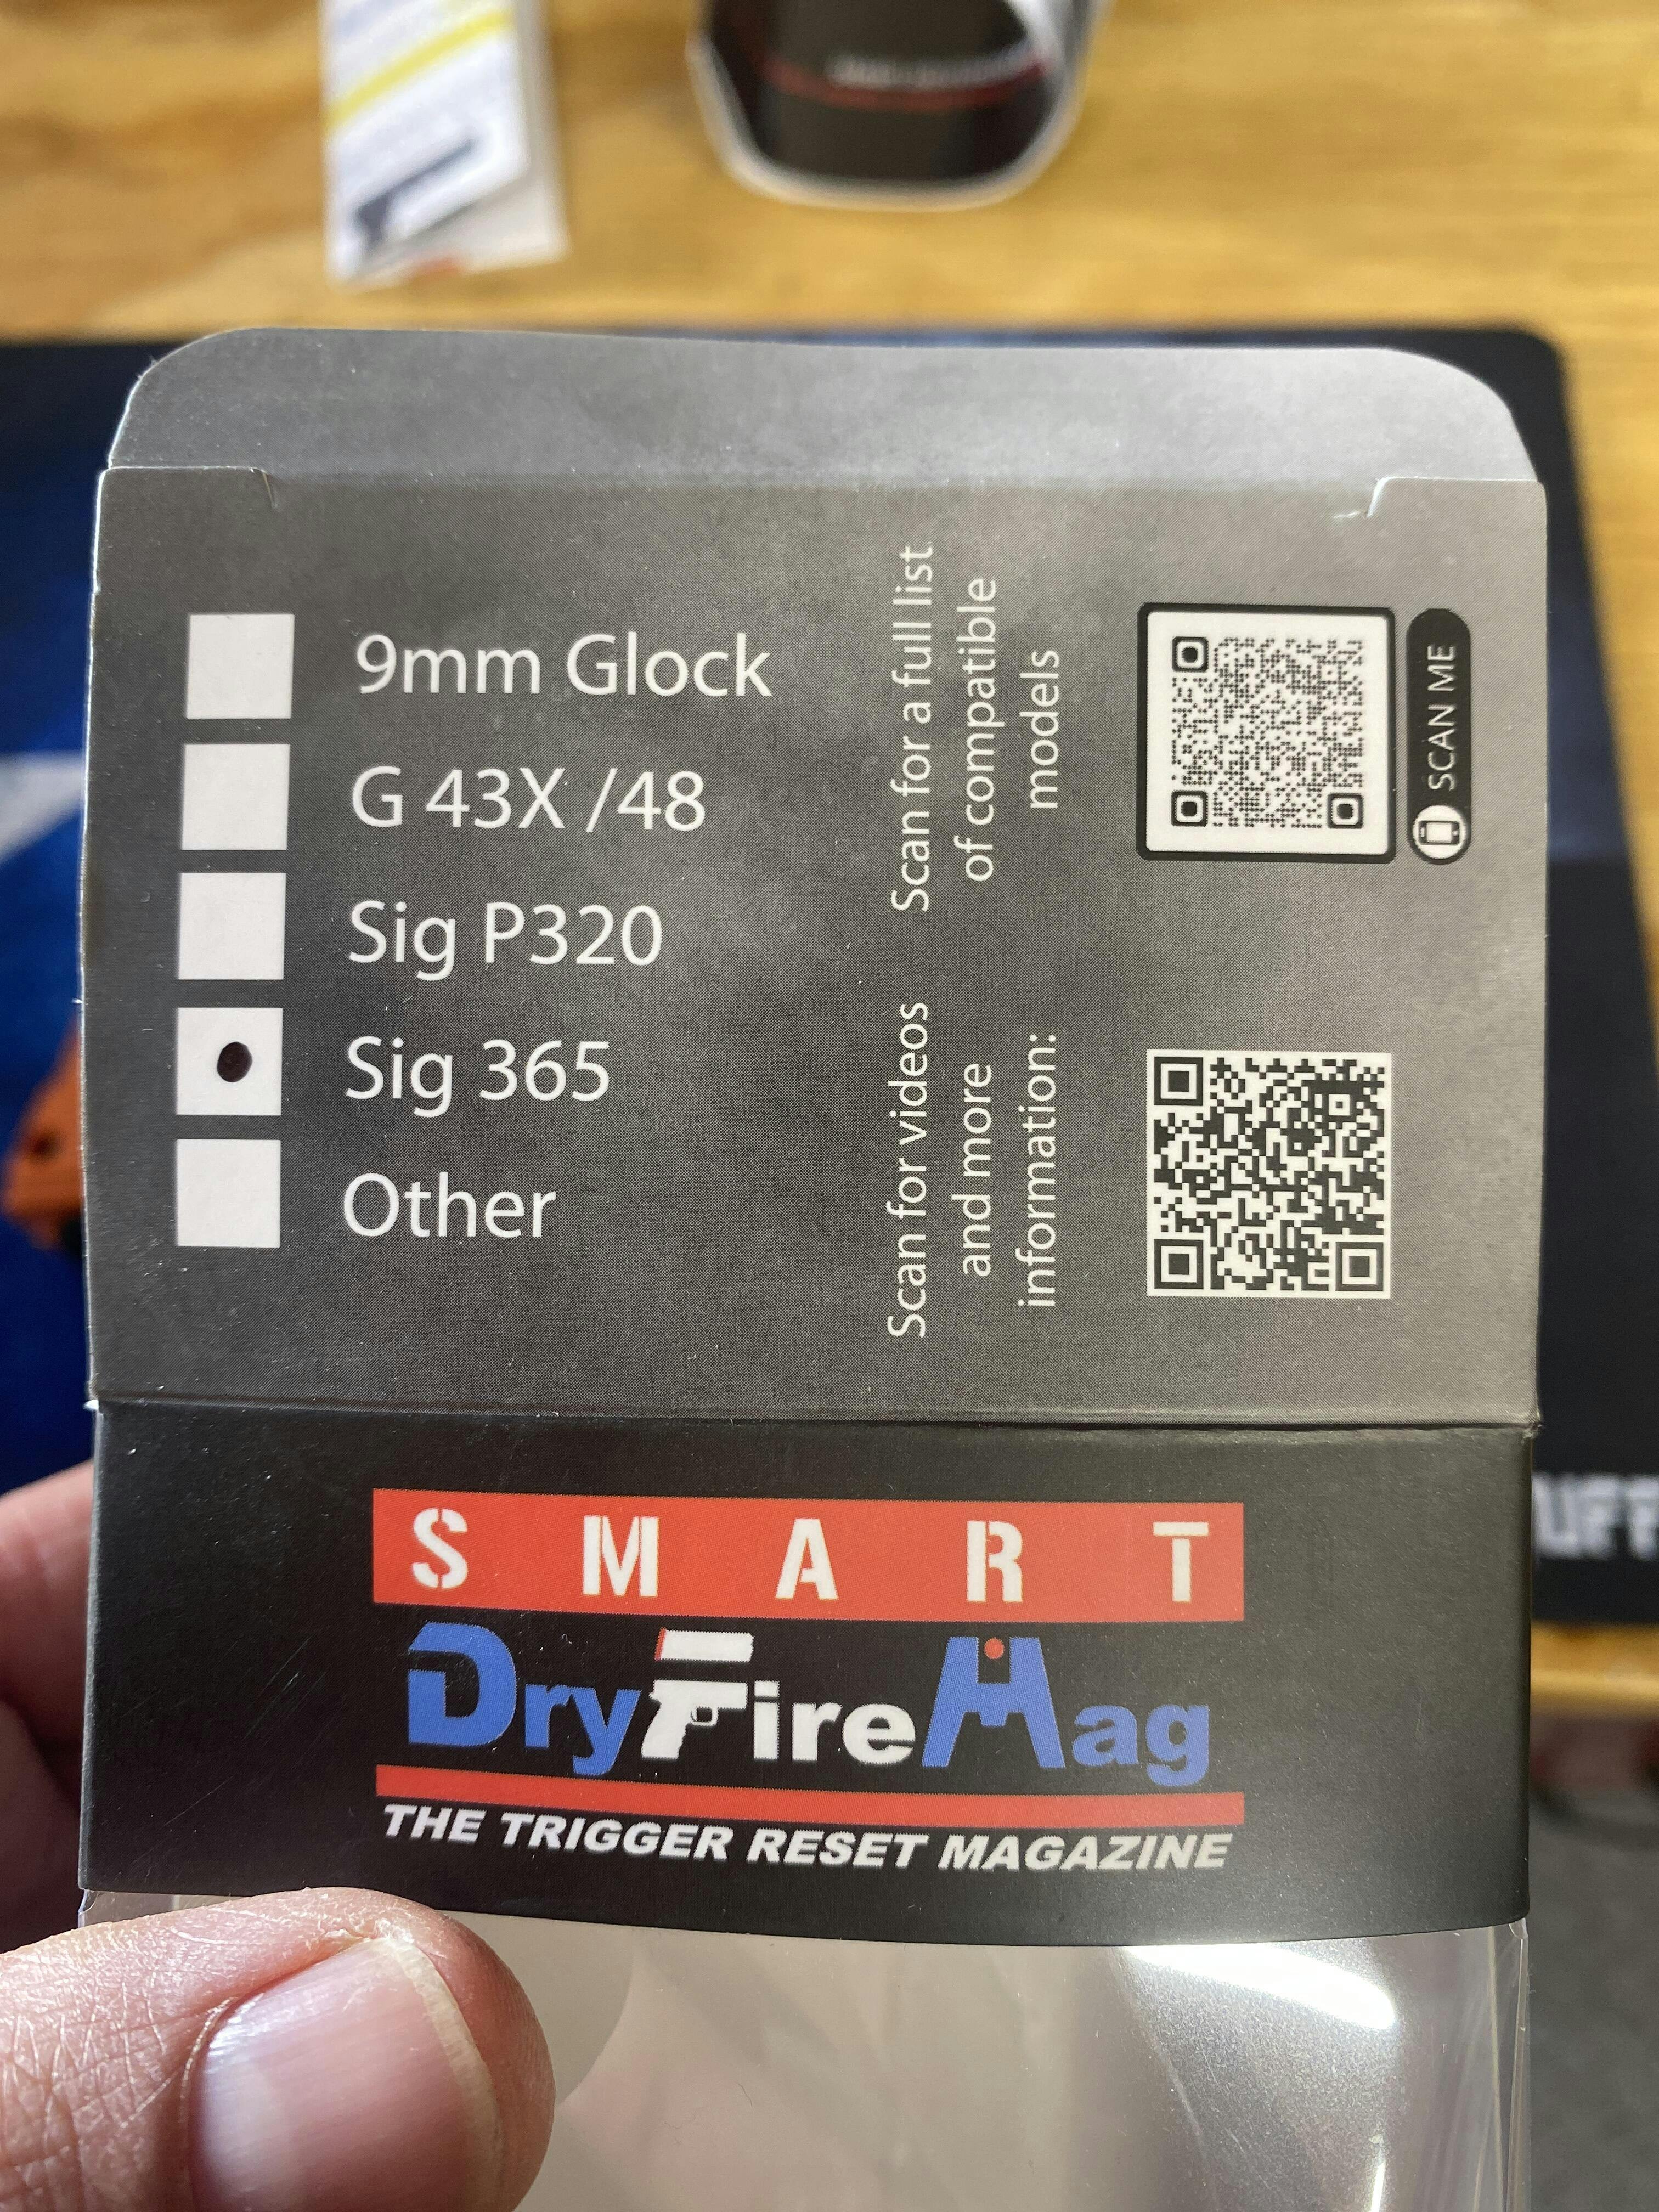 9mm Glock
G 43X /48
Sig P320
Sig 365
Other
Scan for a full list
of compatible
models
SCAN ME
Scan for videos
and more
information:
SMART
DryFireMag
THE TRIGGER RESET MAGAZINE
UFF